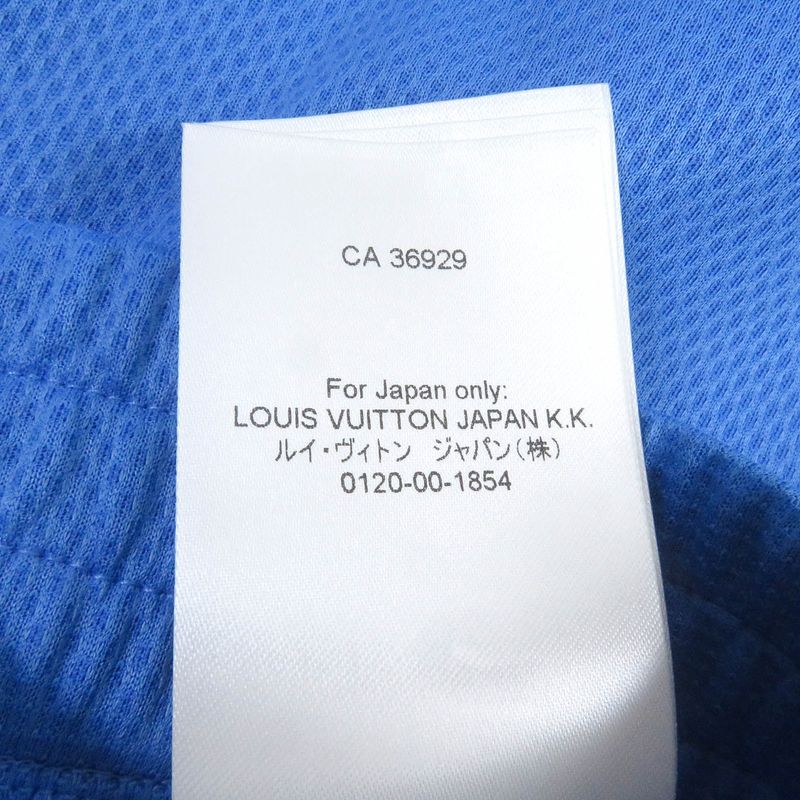 CA 36929
For Japan only:
LOUIS VUITTON JAPAN K.K.
ルイ・ヴィトン ジャパン(株)
0120-00-1854